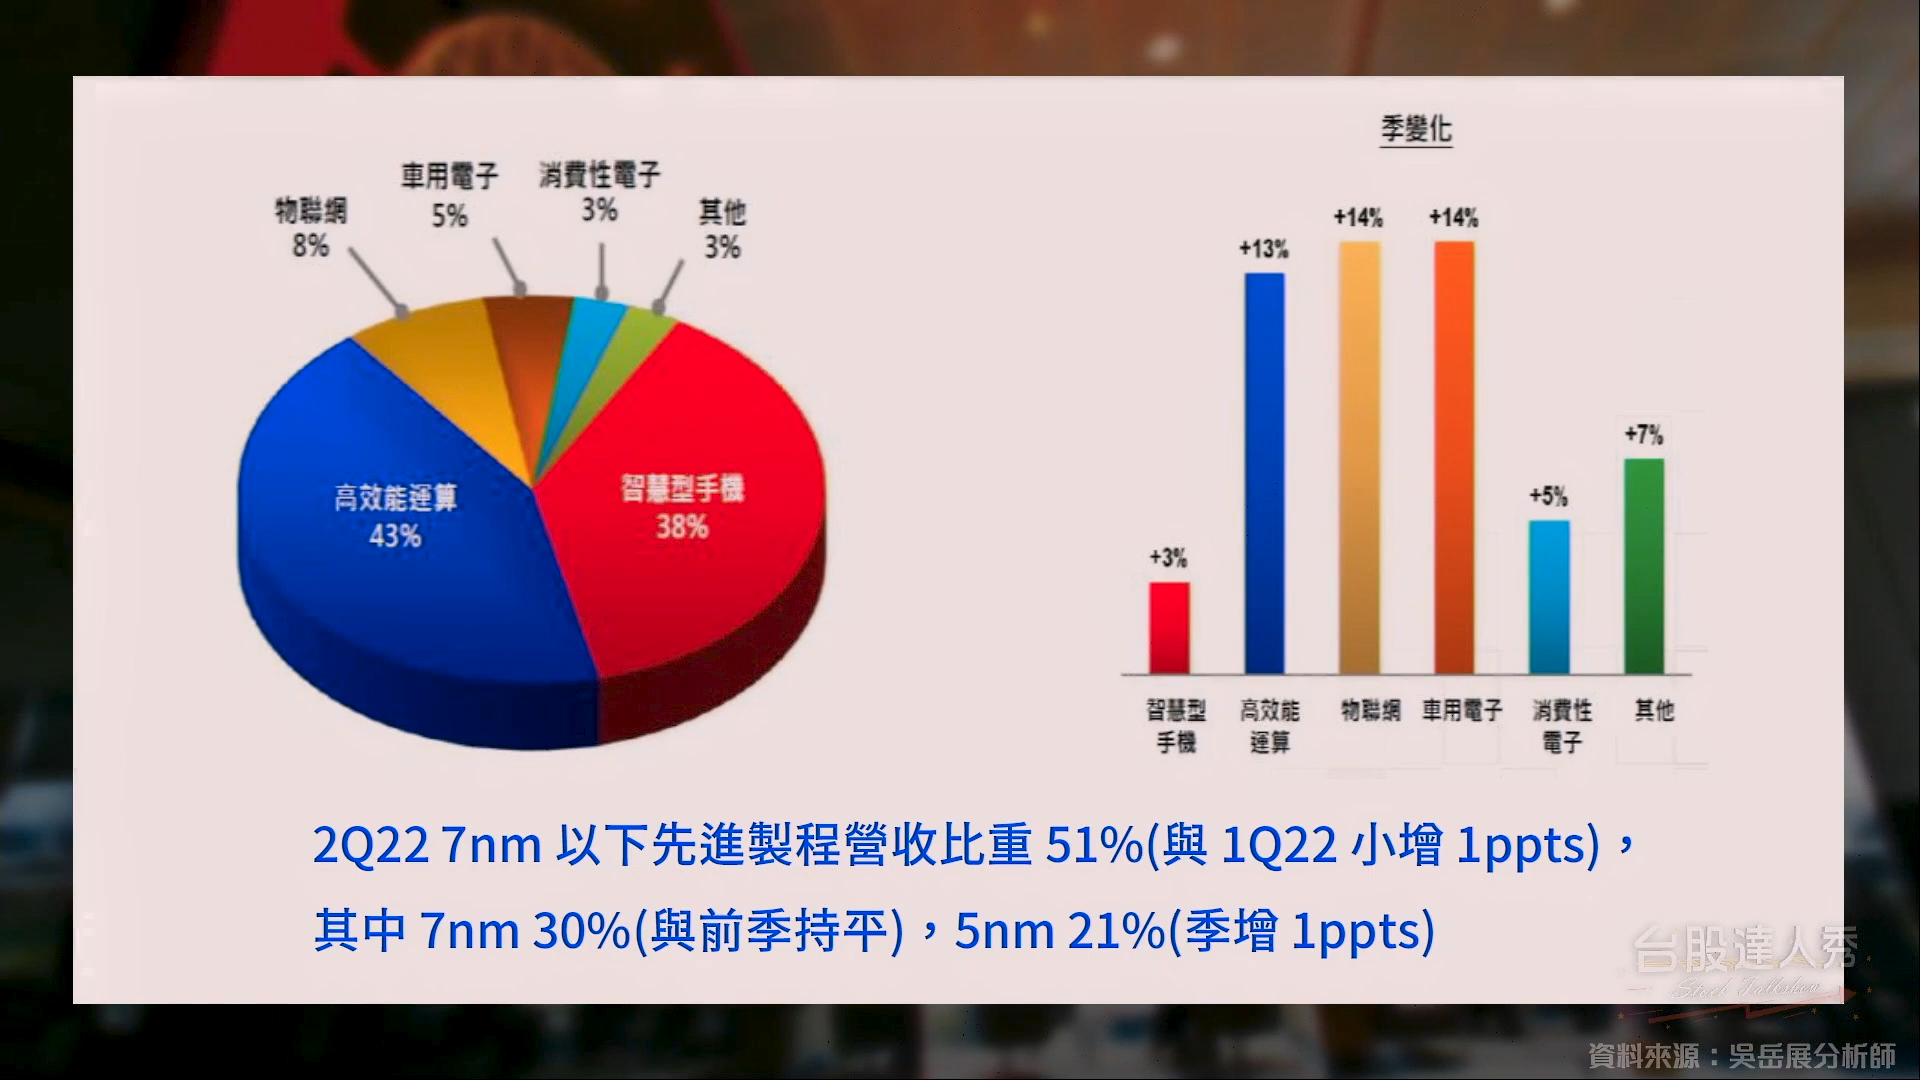 季變化
車用電子
5%
消費性電子
3%
物聯網
8%
其他
3%
高效能運算
43%
智慧型手機
38%
+3%
+13%
+14%
+14%
+5%
+7%
智慧型
手機
高效能
運算
物聯網
車用電子
消費性
電子
其他
2Q22 7nm 以下先進製程營收比重 51%(與 1Q22 小增 1ppts)，
其中 7nm 30%(與前季持平)，5nm 21%(季增 1ppts)
台股達人秀
Stock Talkshow
資料來源：吳岳展分析師